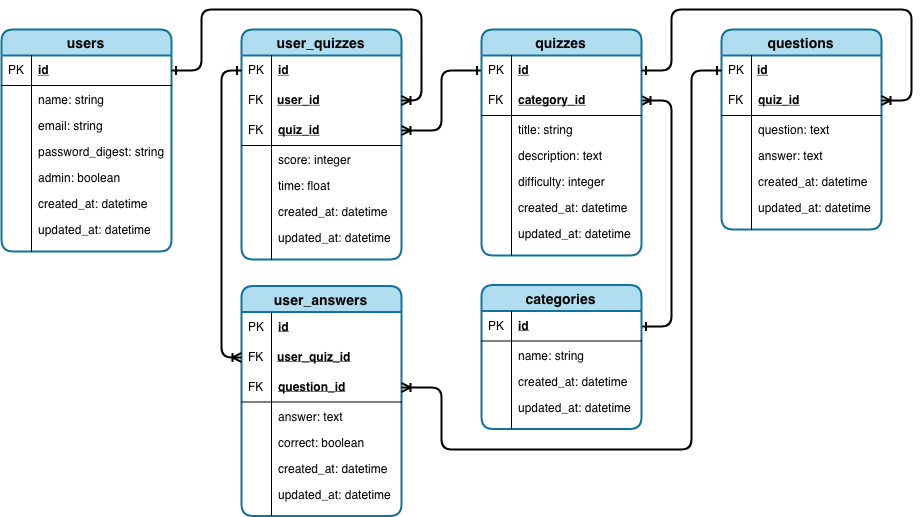 users
PK id
name: string
email: string
password_digest: string
admin: boolean
created_at: datetime
updated_at: datetime
user_quizzes
PK id
FK user_id
FK quiz_id
score: integer
time: float
created_at: datetime
updated_at: datetime
quizzes
PK id
FK category_id
title: string
description: text
difficulty: integer
created_at: datetime
updated_at: datetime
questions
PK id
FK quiz_id
question: text
answer: text
created_at: datetime
updated_at: datetime
user_answers
PK id
FK user_quiz_id
FK question_id
answer: text
correct: boolean
created_at: datetime
updated_at: datetime
categories
PK id
name: string
created_at: datetime
updated_at: datetime